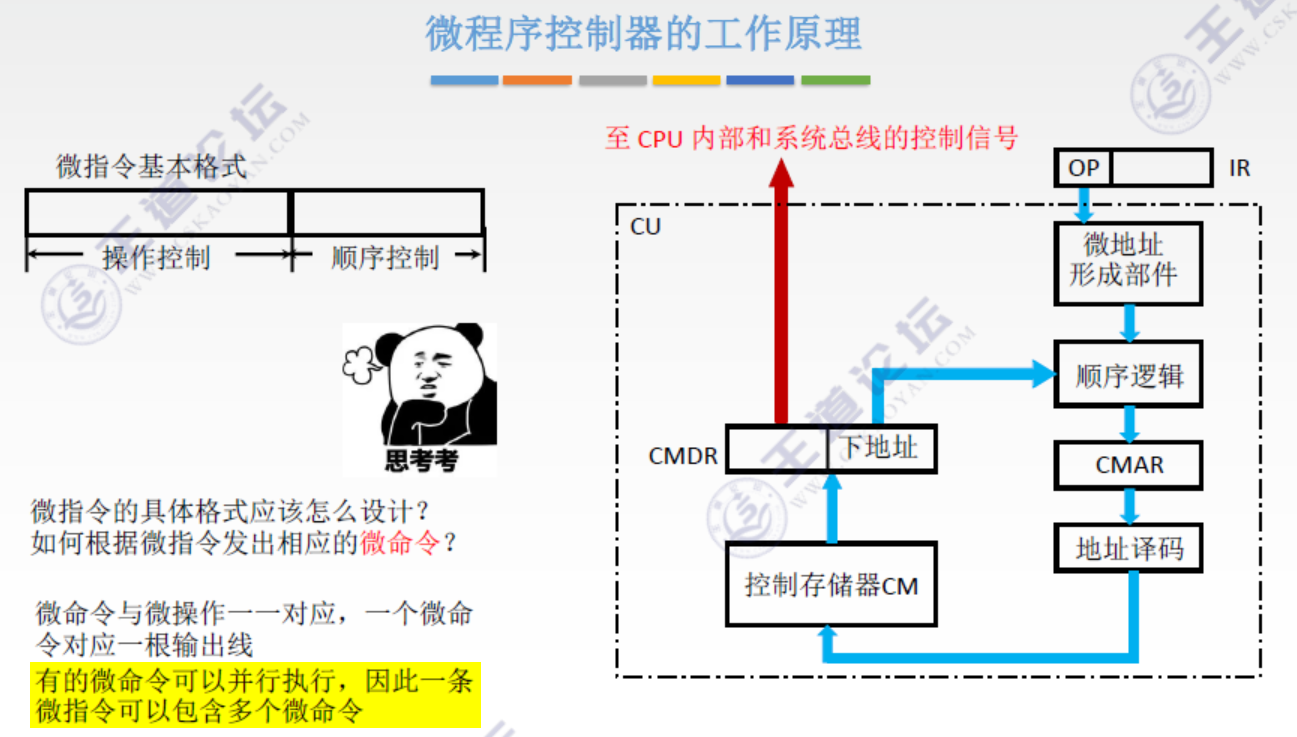 微程序控制器的工作原理
微指令基本格式
操作控制
顺序控制
思考考
微指令的具体格式应该怎么设计？
如何根据微指令发出相应的微命令？
微命令与微操作一一对应，一个微命
令对应一根输出线
有的微命令可以并行执行，因此一条
微指令可以包含多个微命令
至 CPU 内部和系统总线的控制信号
OP
IR
CU
微地址
形成部件
顺序逻辑
CMDR
下地址
CMAR
地址译码
控制存储器CM
王道论坛
WWW.CSKAOYAN.COM
王道论坛
WWW.CSKAOYAN.COM